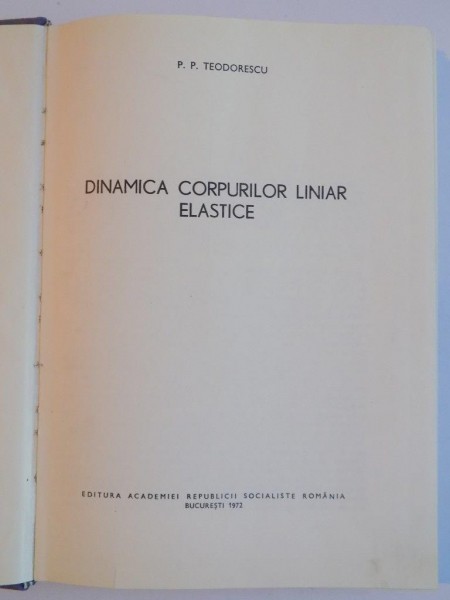 P. P. TEODORESCU
DINAMICA CORPURILOR LINIAR
ELASTICE
EDITURA ACADEMIEI REPUBLICII SOCIALISTE ROMÂNIA
BUCUREȘTI 1972